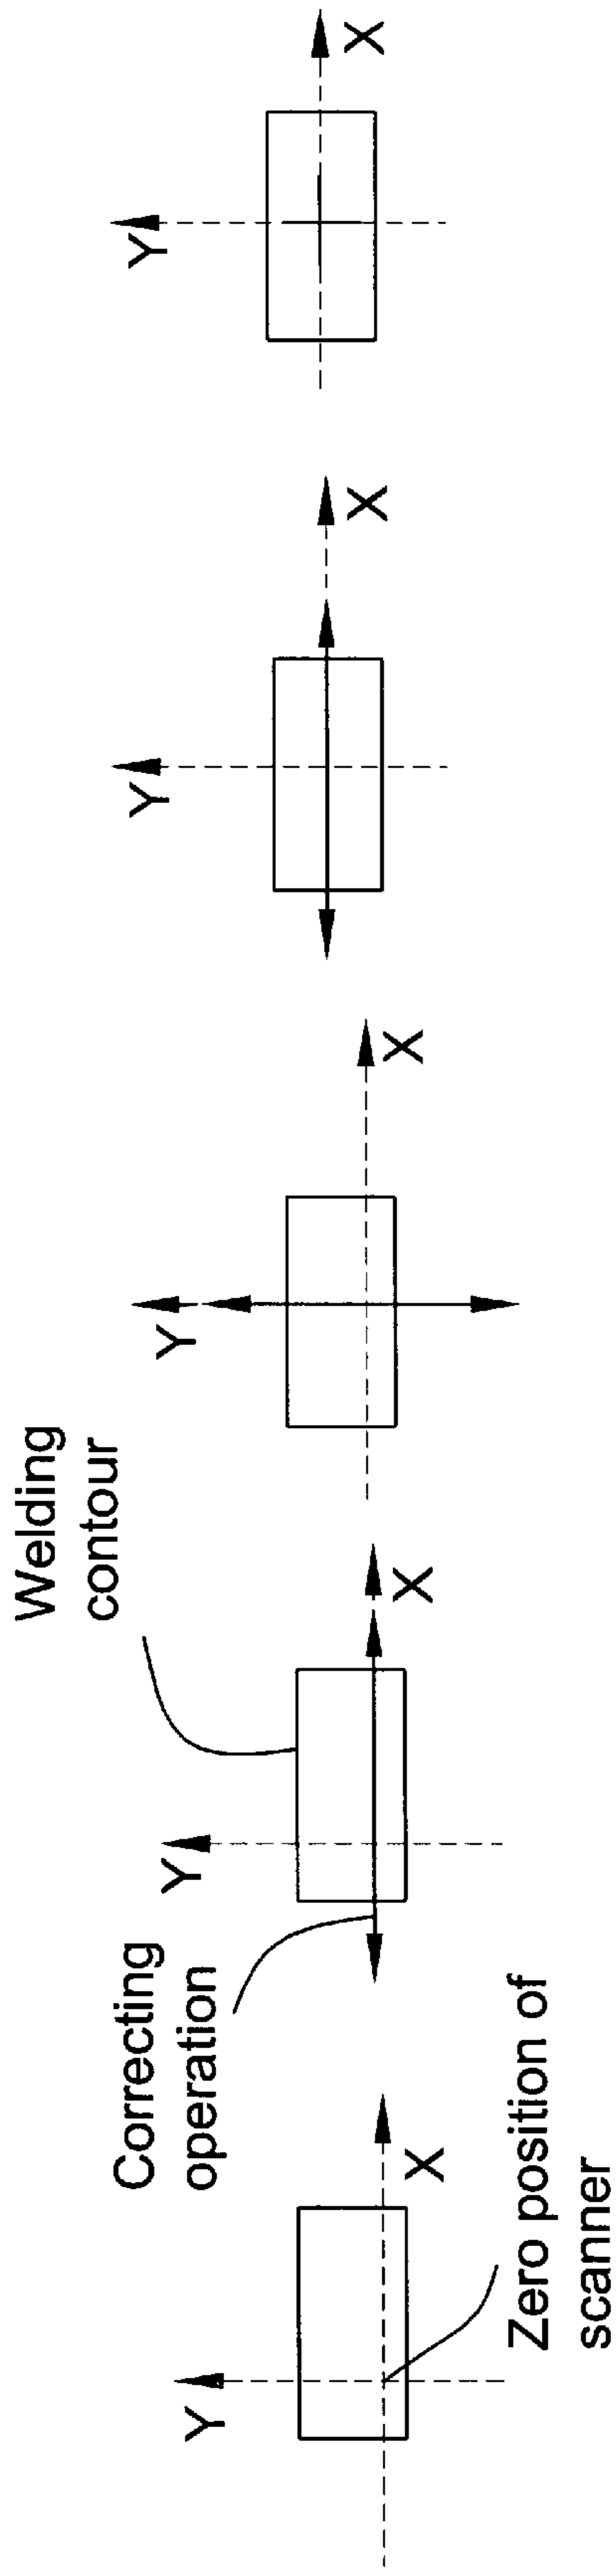 Y
X
Zero position of
scanner
Correcting
operation
Y
X
Welding
contour
Y
X
Y
X
Y
X